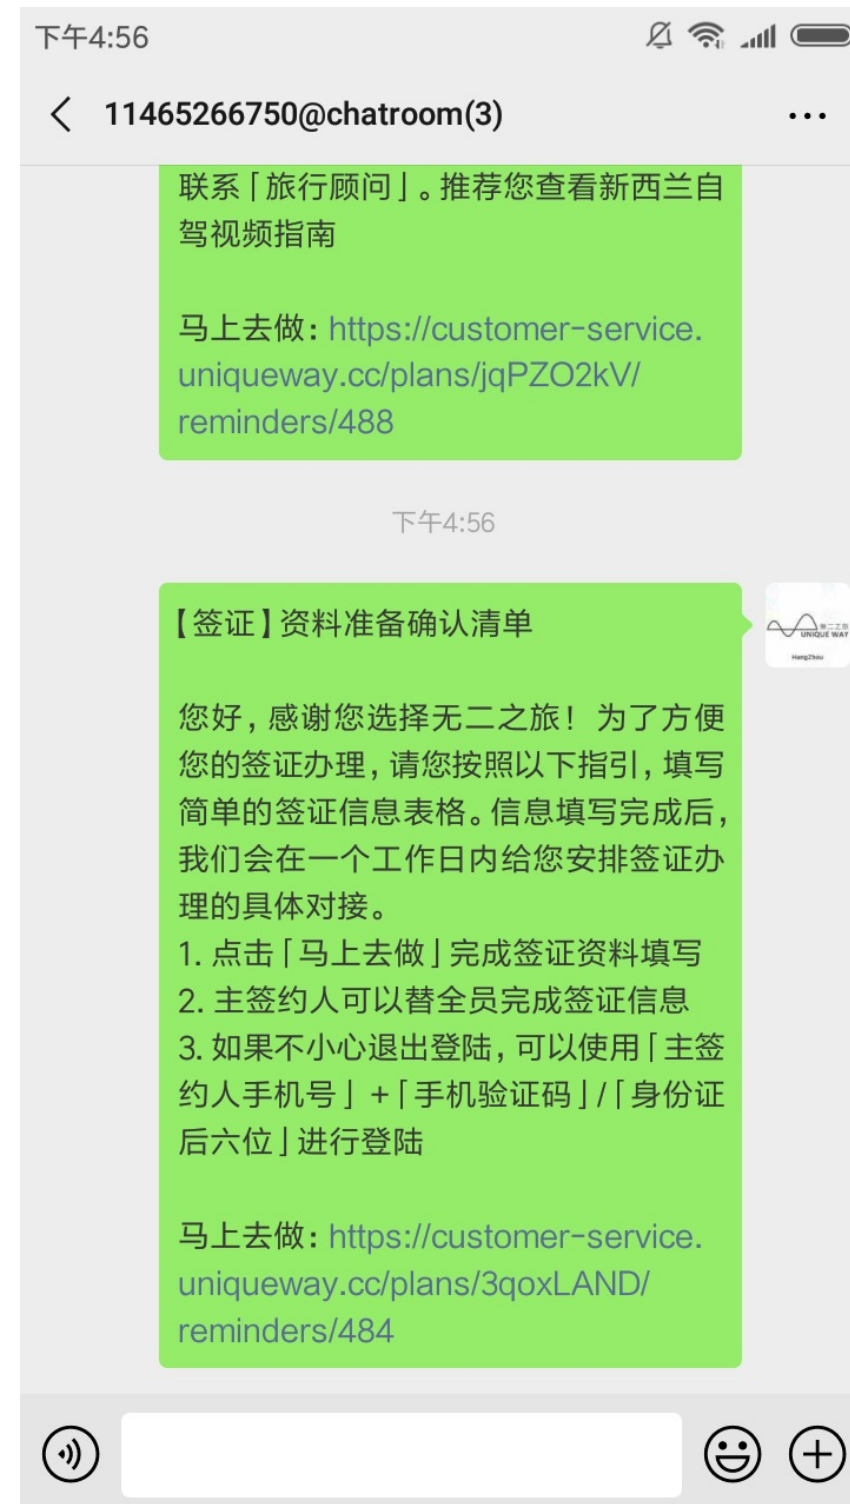 下午4:56
11465266750@chatroom(3)
联系「旅行顾问」。推荐您查看新西兰自
驾视频指南
马上去做：https://customer-service.
uniqueway.cc/plans/jqPZO2kV/
reminders/488
下午4:56
【签证】资料准备确认清单
UNIQUE WAY
HangZhou
您好，感谢您选择无二之旅！为了方便
您的签证办理，请您按照以下指引，填写
简单的签证信息表格。信息填写完成后，
我们会在一个工作日内给您安排签证办
理的具体对接。
1. 点击「马上去做」完成签证资料填写
2. 主签约人可以替全员完成签证信息
3. 如果不小心退出登陆，可以使用「主签
约人手机号」+「手机验证码」/「身份证
后六位」进行登陆
马上去做：https://customer-service.
uniqueway.cc/plans/3qoxLAND/
reminders/484